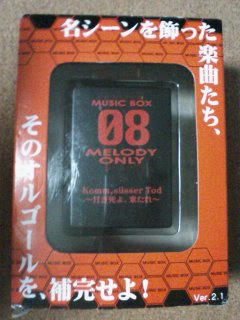 名シーンを飾った
楽曲たち、
そのオルゴールを、
補完せよ!
MUSIC BOX
08
MELODY
ONLY
Komm,süsser Tod
〜甘き死よ、来たれ〜
Ver.2.1